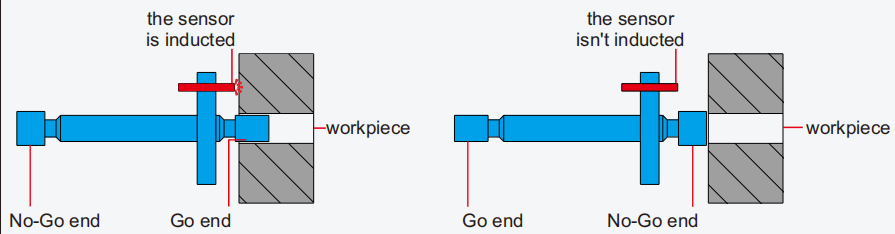 the sensor
is inducted
workpiece
No-Go end
Go end
the sensor
isn't inducted
workpiece
Go end
No-Go end